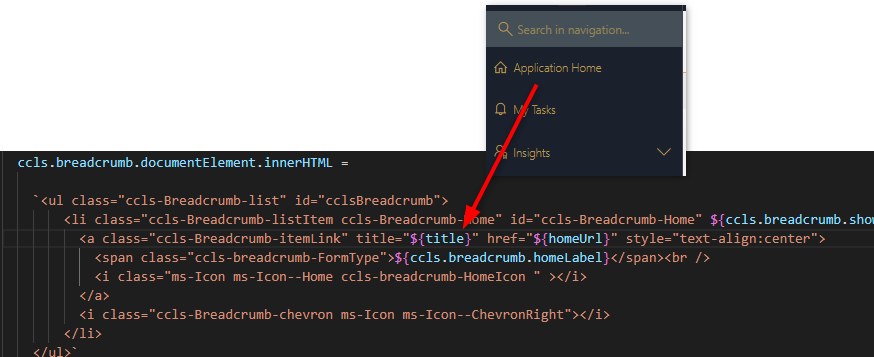 Search in navigation...
Application Home
My Tasks
Insights
ccls.breadcrumb.documentElement.innerHTML =
`<ul class="ccls-Breadcrumb-list" id="cclsBreadcrumb">
<li class="ccls-Breadcrumb-listItem ccls-Breadcrumb-Home" id="ccls-Breadcrumb-Home" ${ccls.breadcrumb.show
<a class="ccls-Breadcrumb-itemLink" title="${title}" href="${homeUrl}" style="text-align:center">
<span class="ccls-breadcrumb-FormType">${ccls.breadcrumb.homeLabel}</span><br />
<i class="ms-Icon ms-Icon--Home ccls-breadcrumb-HomeIcon " ></i>
</a>
<i class="ccls-Breadcrumb-chevron ms-Icon ms-Icon--ChevronRight"></i>
</li>
</ul>`